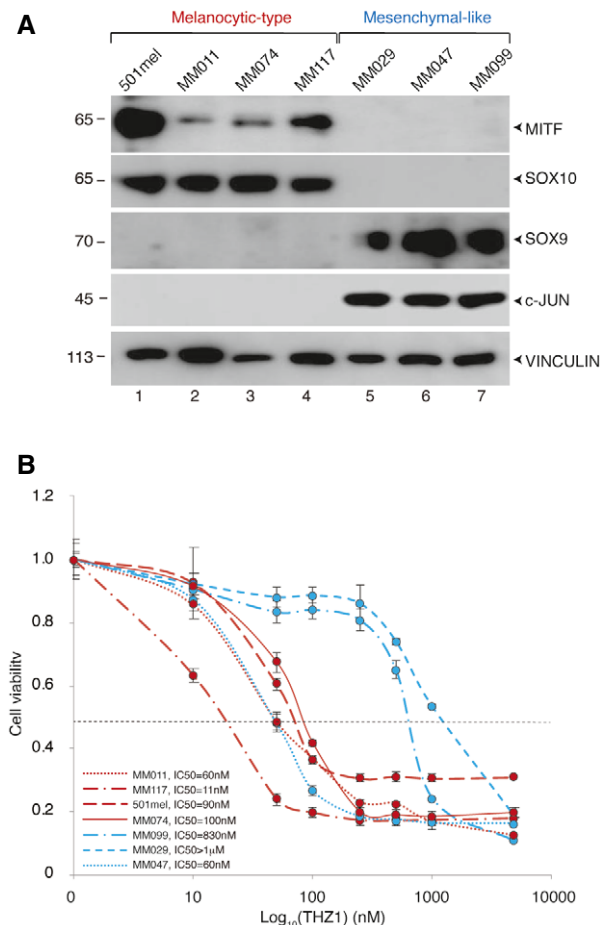 A
Melanocytic-type Mesenchymal-like
501mel MM011 MM074 MM117 MM029 MM047 MM099
65 MITF
65 SOX10
70 SOX9
45 c-JUN
113 VINCULIN
1 2 3 4 5 6 7
B
1.2
1.0
0.8
0.6
0.4
0.2
0
Cell viability
MM011, IC50=60nM
MM117, IC50=11nM
501mel, IC50=90nM
MM074, IC50=100nM
MM099, IC50=830nM
MM029, IC50>1µM
MM047, IC50=60nM
0 10 100 1000 10000
Log10(THZ1) (nM)